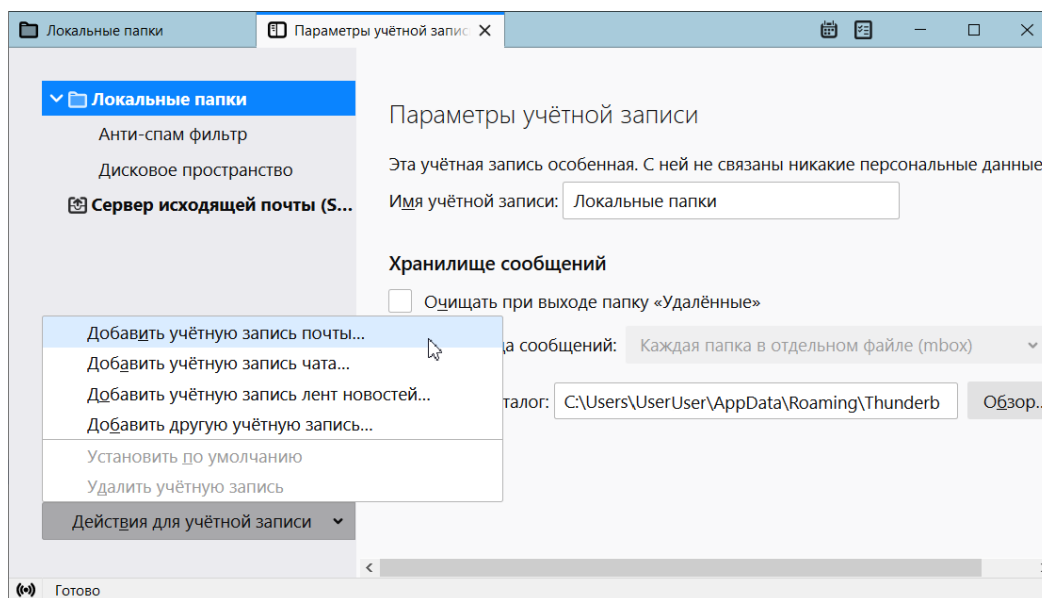 Локальные папки
Параметры учётной запис
Локальные папки
Анти-спам фильтр
Дисковое пространство
Сервер исходящей почты (S...
Параметры учётной записи
Эта учётная запись особенная. С ней не связаны никакие персональные данные
Имя учётной записи: Локальные папки
Хранилище сообщений
Очищать при выходе папку «Удалённые»
да сообщений: Каждая папка в отдельном файле (mbox)
талог: C:\Users\UserUser\AppData\Roaming\Thunderb Обзор..
Добавить учётную запись почты...
Добавить учётную запись чата...
Добавить учётную запись лент новостей...
Добавить другую учётную запись...
Установить по умолчанию
Удалить учётную запись
Действия для учётной записи
Готово